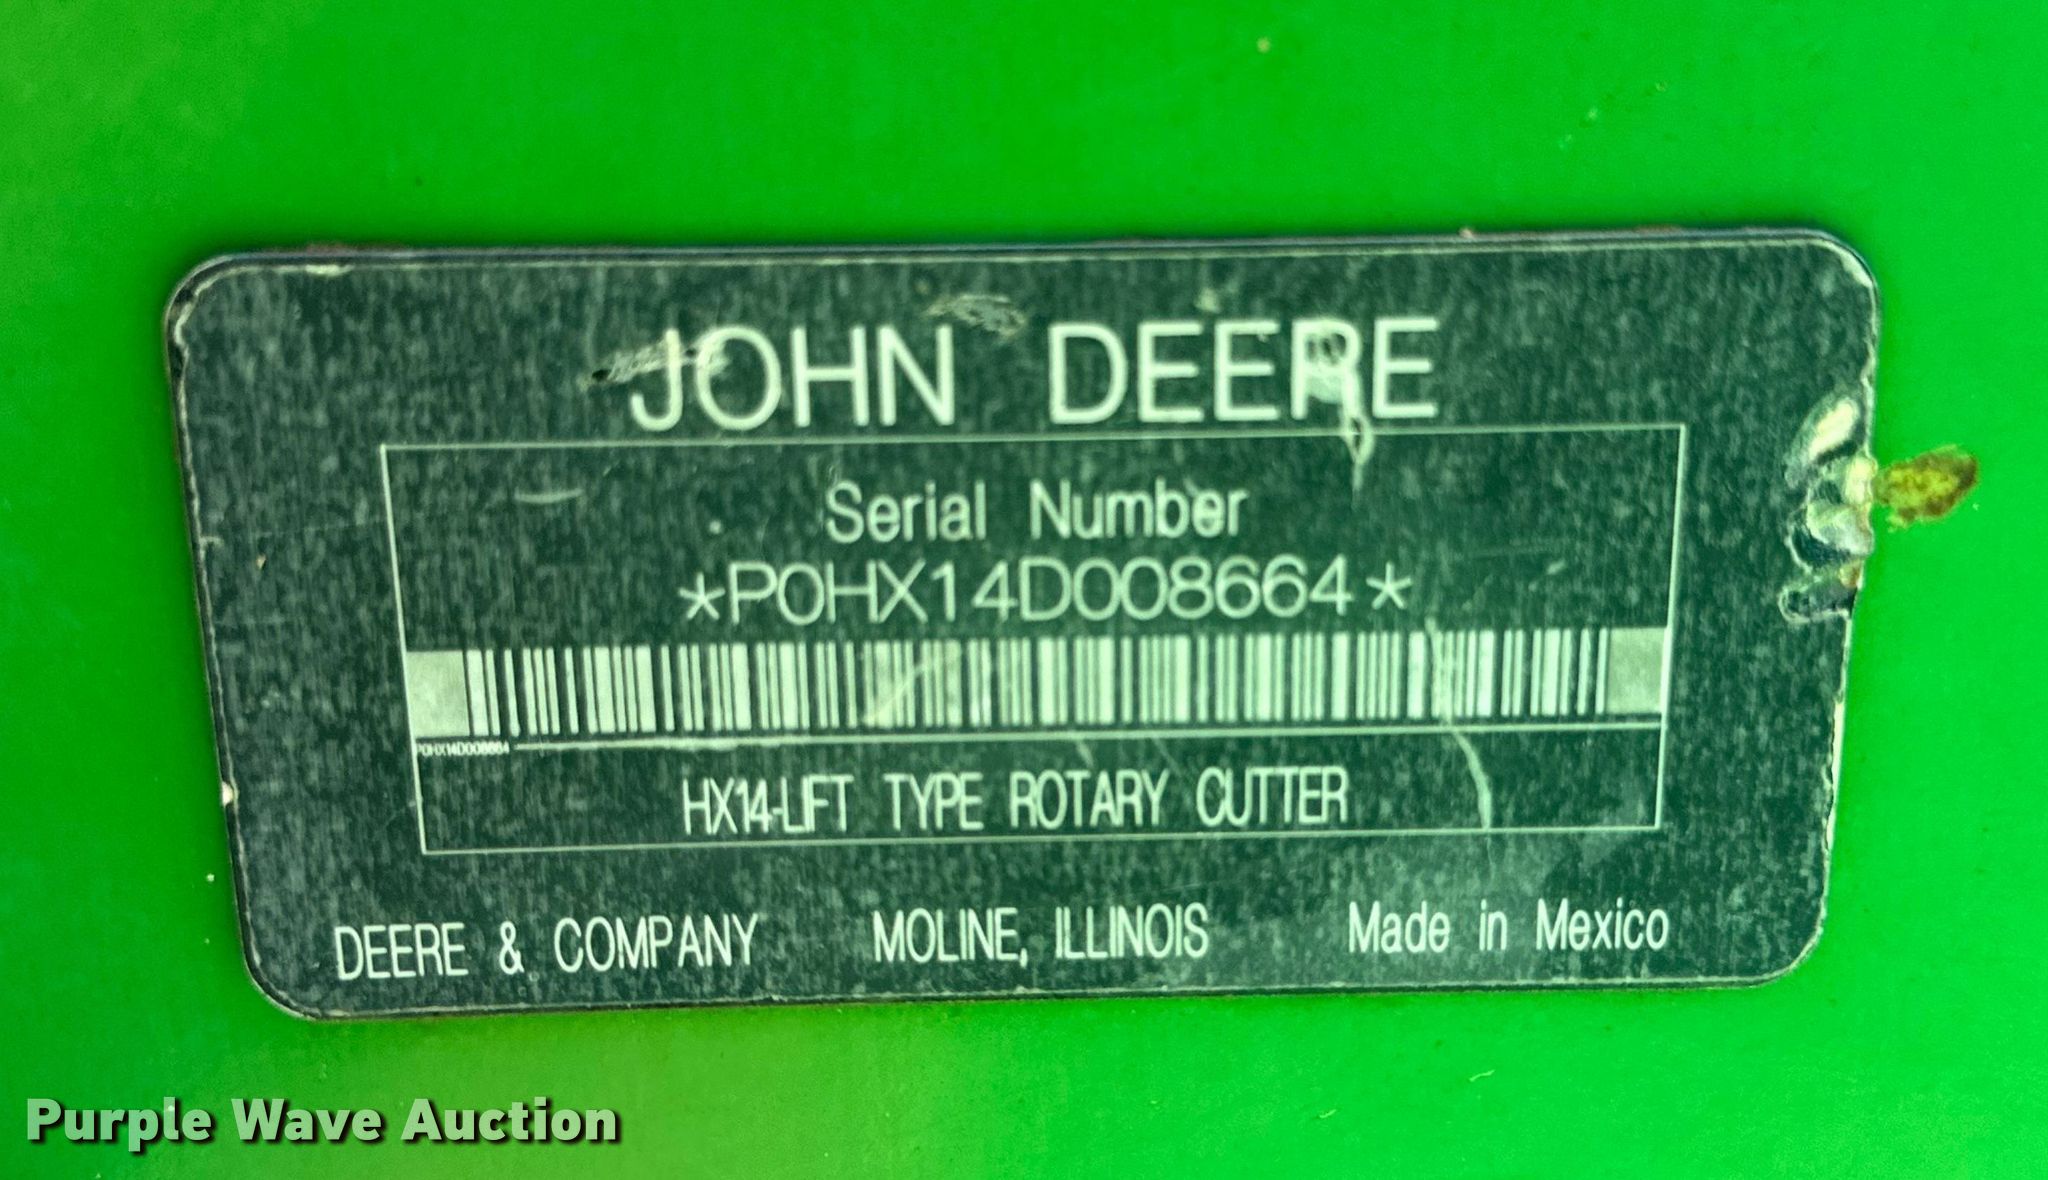 JOHN DEERE
Serial Number
*P0HX14D008664*
P0HX14D008664
HX14-LIFT TYPE ROTARY CUTTER
DEERE & COMPANY MOLINE, ILLINOIS Made in Mexico
Purple Wave Auction